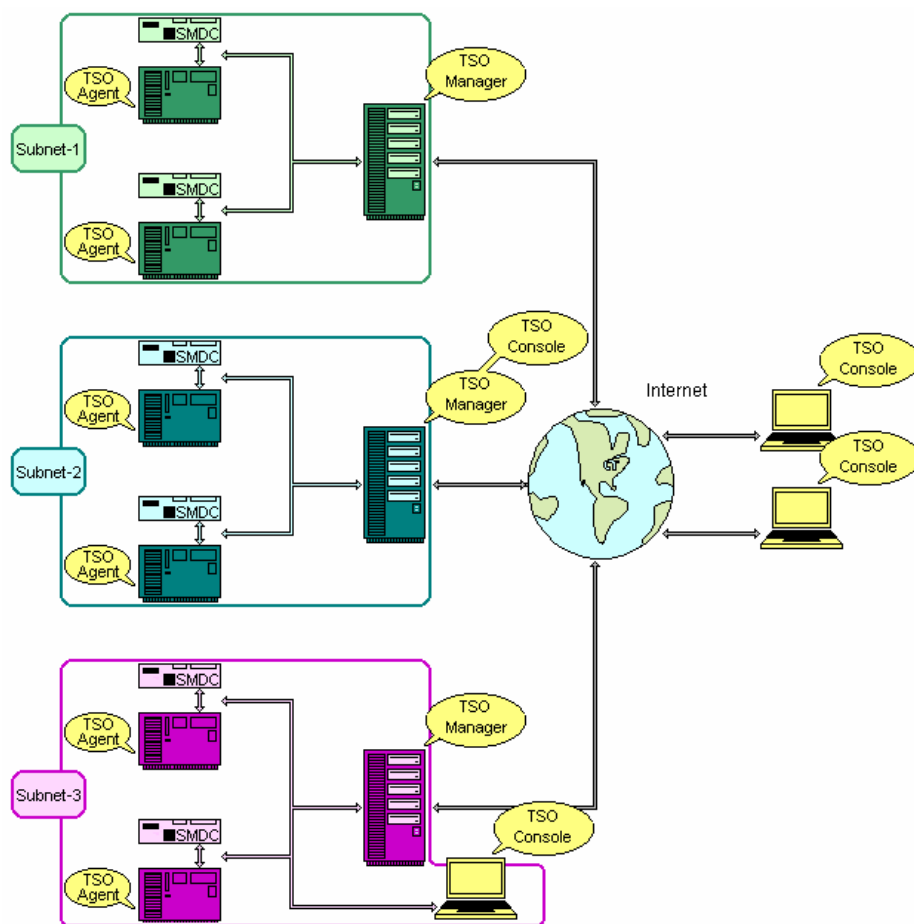 SMDC
TSO
Agent
TSO
Manager
Subnet-1
SMDC
TSO
Agent
TSO
Console
SMDC
TSO
Manager
TSO
Agent
Internet
TSO
Console
TSO
Console
Subnet-2
SMDC
TSO
Agent
SMDC
TSO
Manager
TSO
Agent
Subnet-3
TSO
Console
SMDC
TSO
Agent